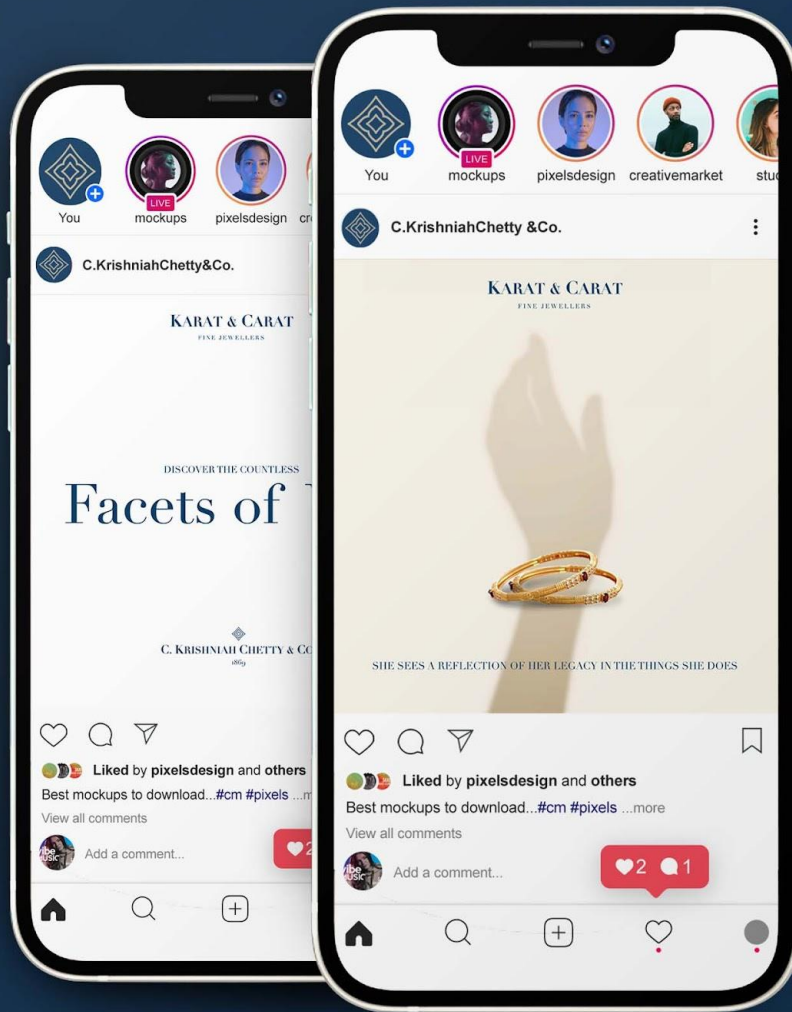 You
LIVE
mockups
pixelsdesign
C.KrishniahChetty&Co.
KARAT & CARAT
FINE JEWELLERS
DISCOVER THE COUNTLESS
Facets of
C. KRISHNIAH CHETTY & CO
1869
Liked by pixelsdesign and others
Best mockups to download...#cm #pixels ...m
View all comments
Add a comment...
2
You
LIVE
mockups
pixelsdesign
creativemarket
C.KrishniahChetty &Co.
KARAT & CARAT
FINE JEWELLERS
SHE SEES A REFLECTION OF HER LEGACY IN THE THINGS SHE DOES
Liked by pixelsdesign and others
Best mockups to download...#cm #pixels ...more
View all comments
Add a comment...
2 1